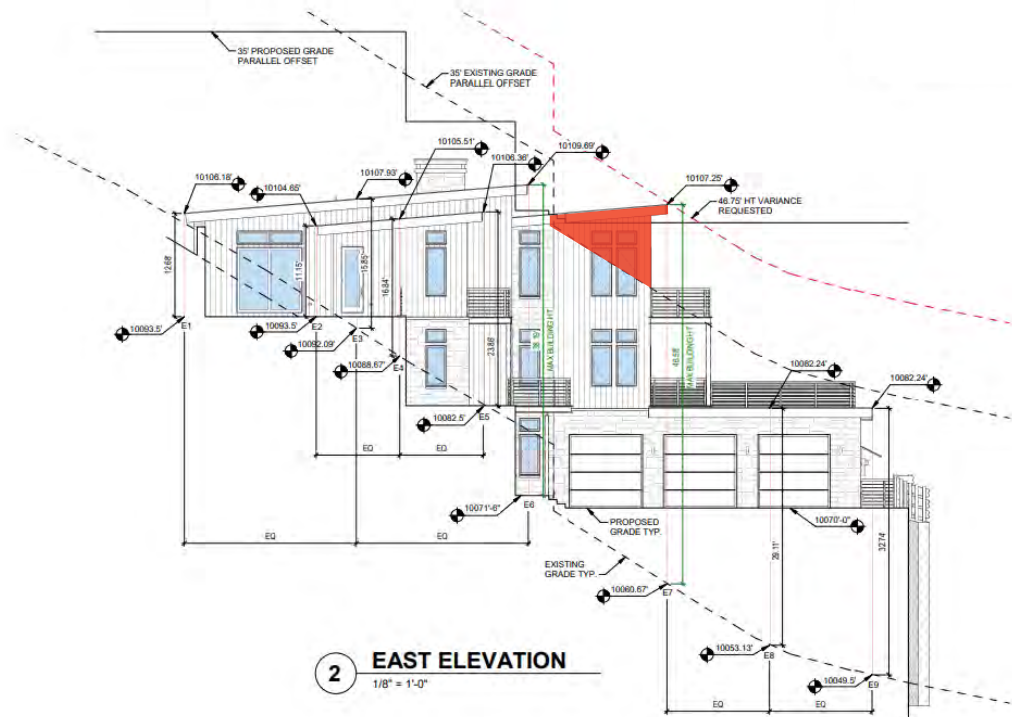 35' PROPOSED GRADE
PARALLEL OFFSET
35' EXISTING GRADE
PARALLEL OFFSET
10105.51'
10109.69'
10106.36'
10107.93'
10106.18'
10104.65'
10107.25'
46.75' HT VARIANCE
REQUESTED
12.68'
11.15'
15.85'
16.84'
23.86'
38.19'
MAX BUILDING HT
46.58'
MAX BUILDING HT
10093.5'
E1
10093.5'
E2
10092.09'
E3
10088.67'
E4
10082.24'
10082.24'
10082.5'
E5
EQ
EQ
10071'-6"
E6
PROPOSED
GRADE TYP.
10070'-0"
EQ
EQ
29.11'
32.74'
EXISTING
GRADE TYP.
10060.67'
E7
10053.13'
E8
10049.5'
E9
EQ
EQ
2
EAST ELEVATION
1/8" = 1'-0"